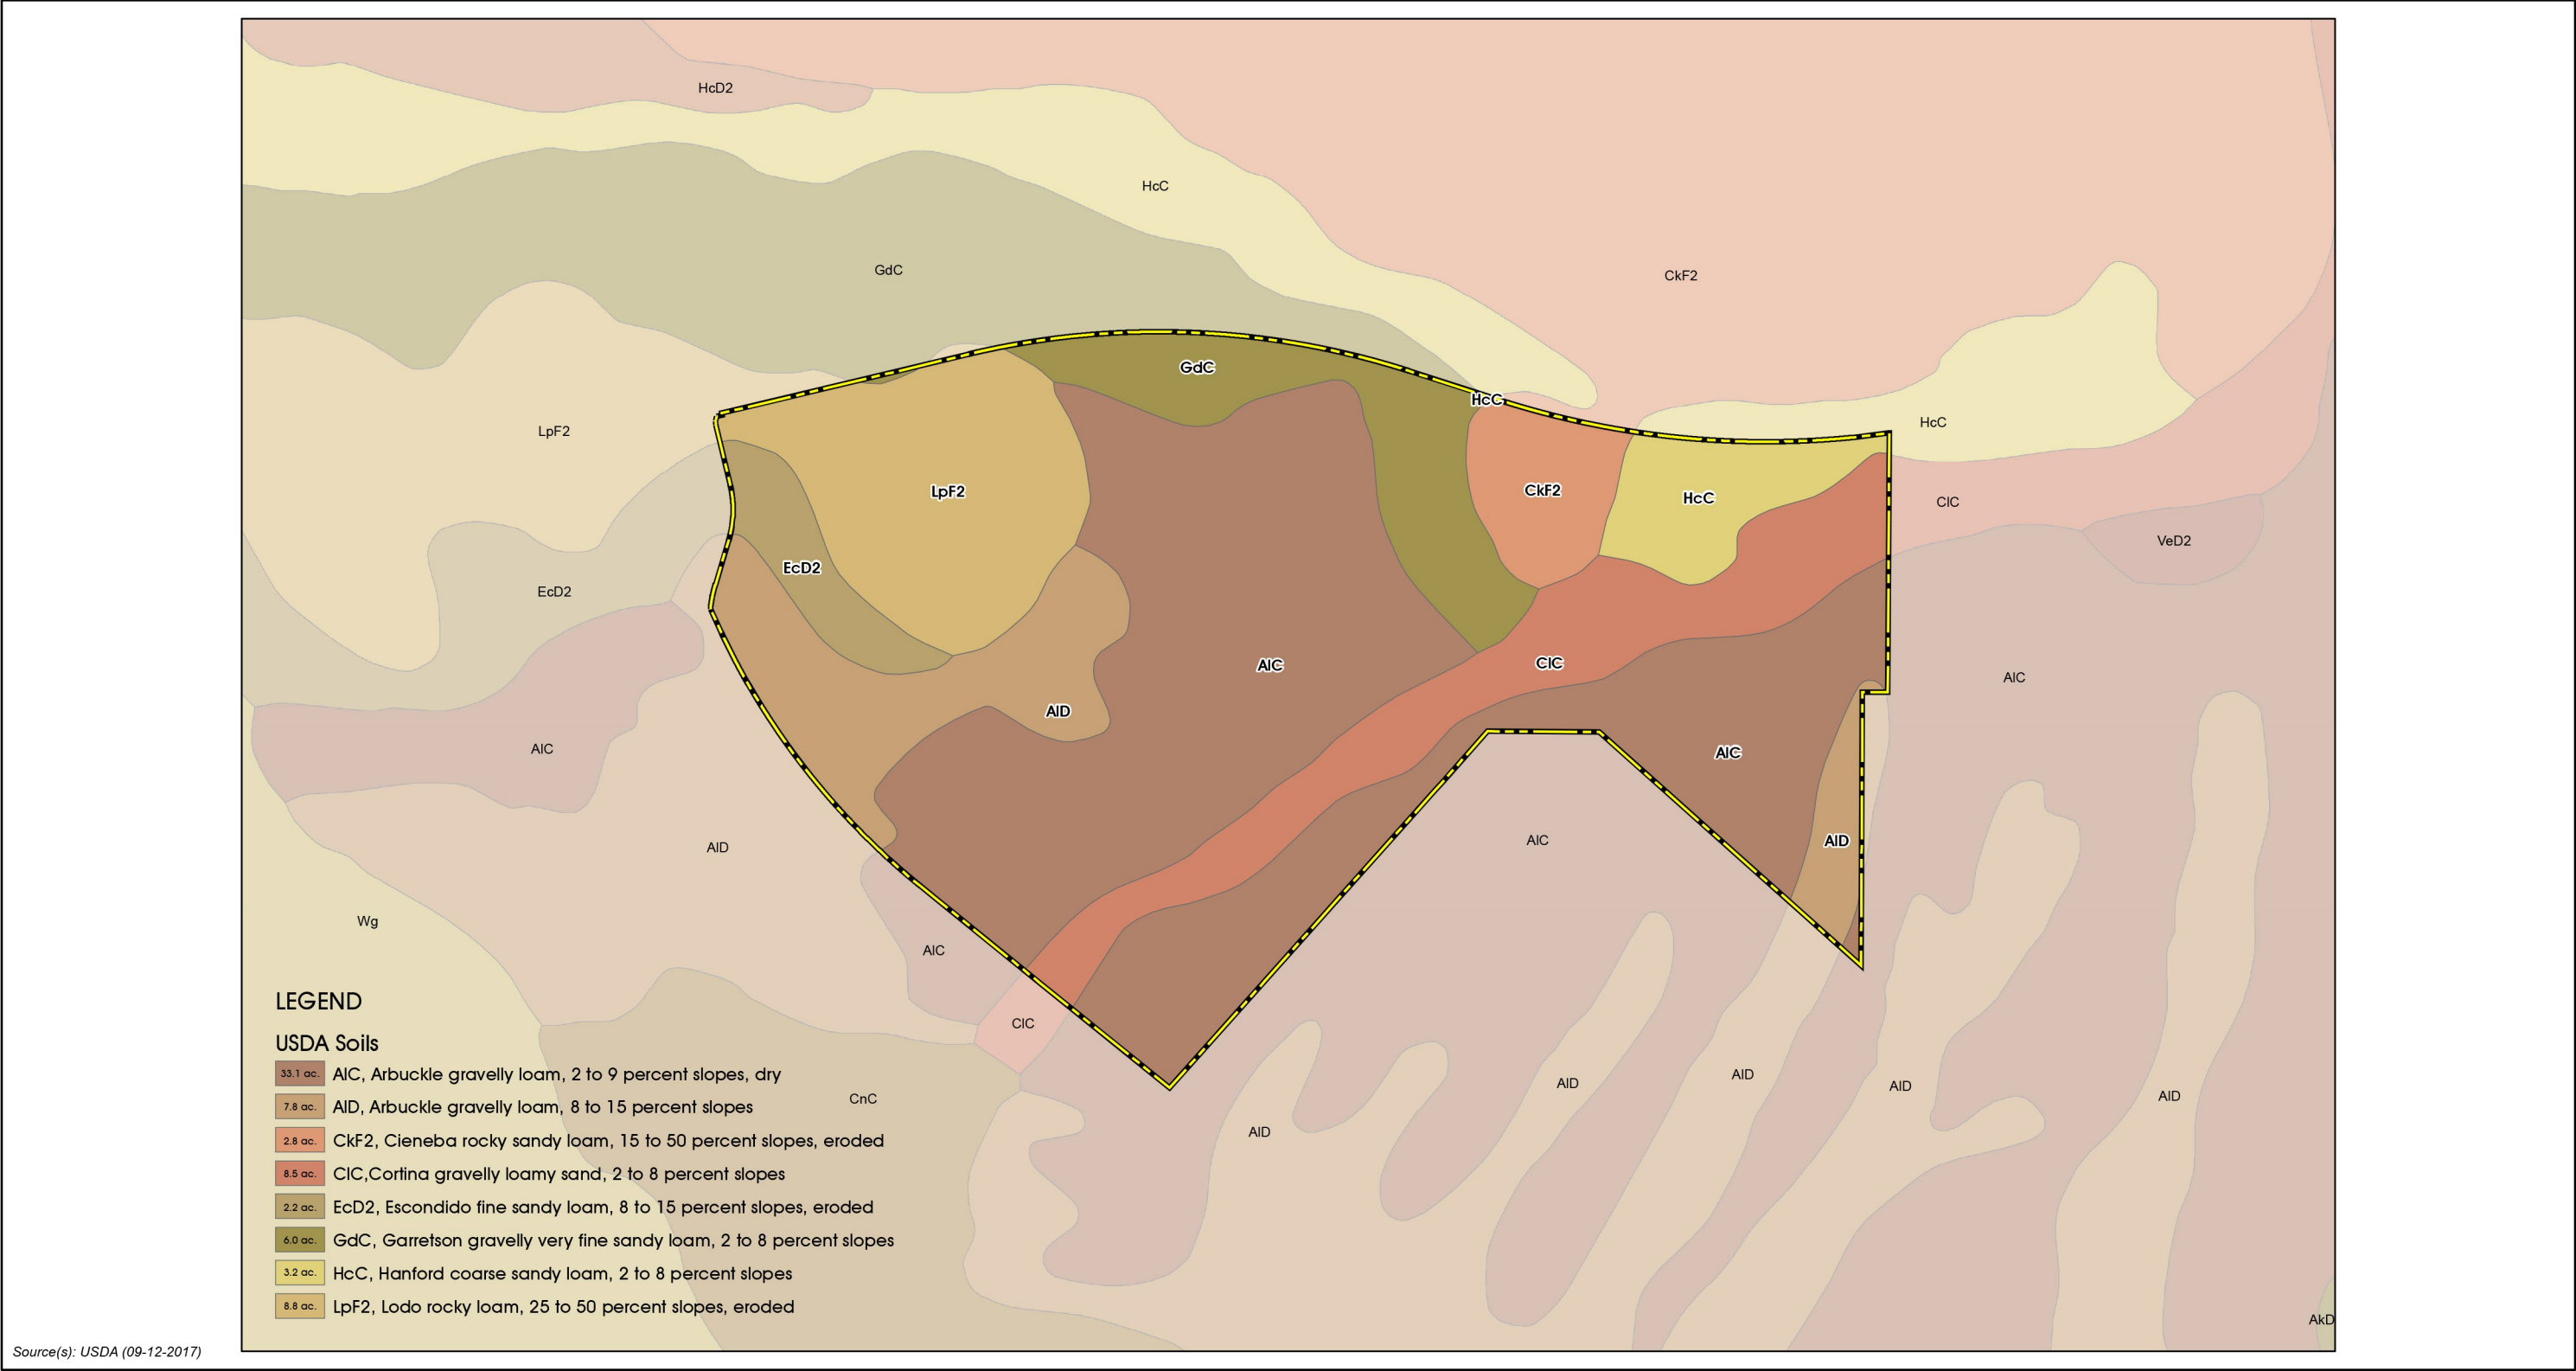 HcD2
HcC
GdC
CkF2
GdC
HcC
HcC
LpF2
LpF2
CkF2
HcC
ClC
VeD2
EcD2
EcD2
AlC
ClC
AlC
AlD
AlC
AlC
AlD
AlC
AlD
Wg
AlC
ClC
AlD
AlD
AlD
AlD
CnC
AlD
AkD
LEGEND
USDA Soils
33.1 ac. AlC, Arbuckle gravelly loam, 2 to 9 percent slopes, dry
7.8 ac. AlD, Arbuckle gravelly loam, 8 to 15 percent slopes
2.8 ac. CkF2, Cieneba rocky sandy loam, 15 to 50 percent slopes, eroded
8.5 ac. ClC,Cortina gravelly loamy sand, 2 to 8 percent slopes
2.2 ac. EcD2, Escondido fine sandy loam, 8 to 15 percent slopes, eroded
6.0 ac. GdC, Garretson gravelly very fine sandy loam, 2 to 8 percent slopes
3.2 ac. HcC, Hanford coarse sandy loam, 2 to 8 percent slopes
8.8 ac. LpF2, Lodo rocky loam, 25 to 50 percent slopes, eroded
Source(s): USDA (09-12-2017)